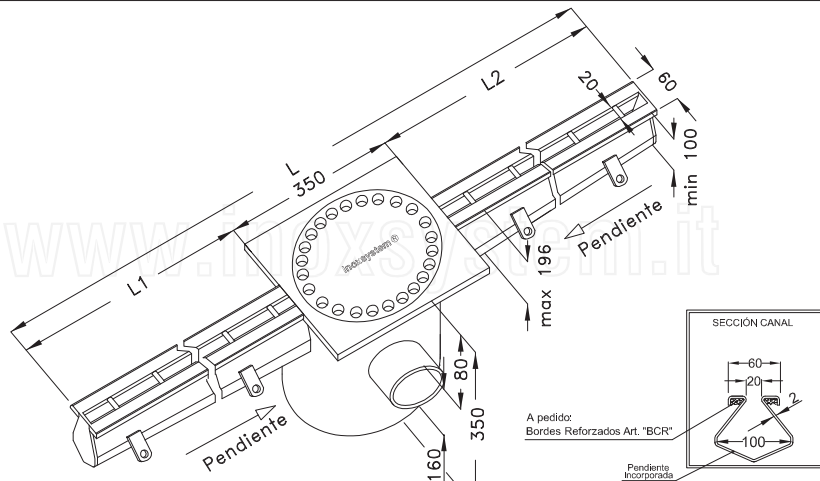 L
L2
20
60
350
min 100
Pendiente
www.inoxsystem.it
inoxsystem®
L1
max 196
80
350
160
Pendiente
SECCIÓN CANAL
60
20
2
100
A pedido:
Bordes Reforzados Art. "BCR"
Pendiente
Incorporada